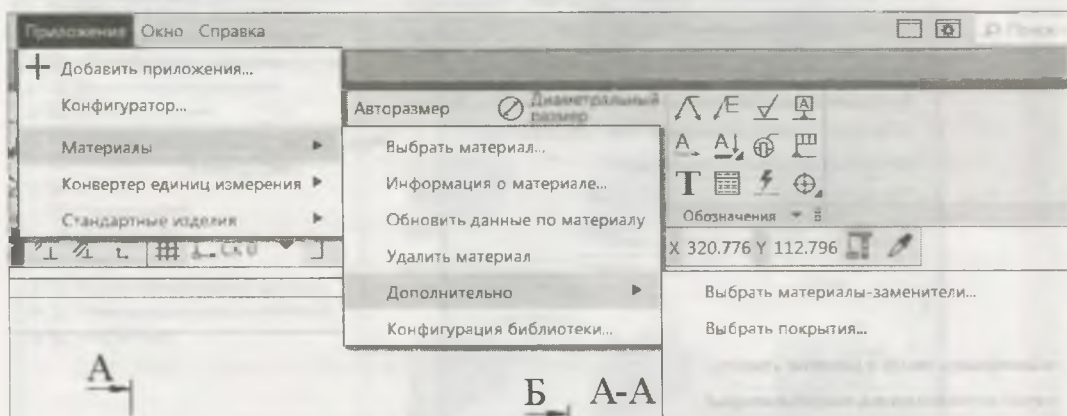 Приложения Окно Справка
Добавить приложения...
Конфигуратор...
Материалы
Конвертер единиц измерения
Стандартные изделия
Авторазмер
Диаметральный
размер
Выбрать материал...
Информация о материале...
Обновить данные по материалу
Удалить материал
Дополнительно
Конфигурация библиотеки...
Обозначения
X 320.776 Y 112.796
Выбрать материалы-заменители...
Выбрать покрытия...
А
Б А-А